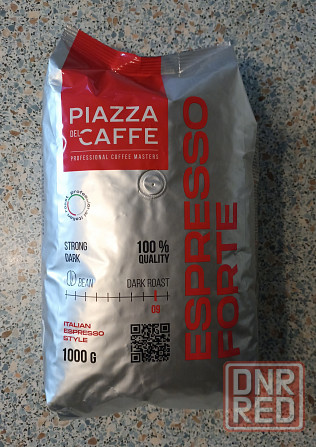 PIAZZA
DEL CAFFE
PROFESSIONAL COFFEE MASTERS
ESPRESSO
FORTE
STRONG
DARK
100 %
QUALITY
BEAN
DARK ROAST
09
ITALIAN
ESPRESSO
STYLE
1000 G
DNR
RED